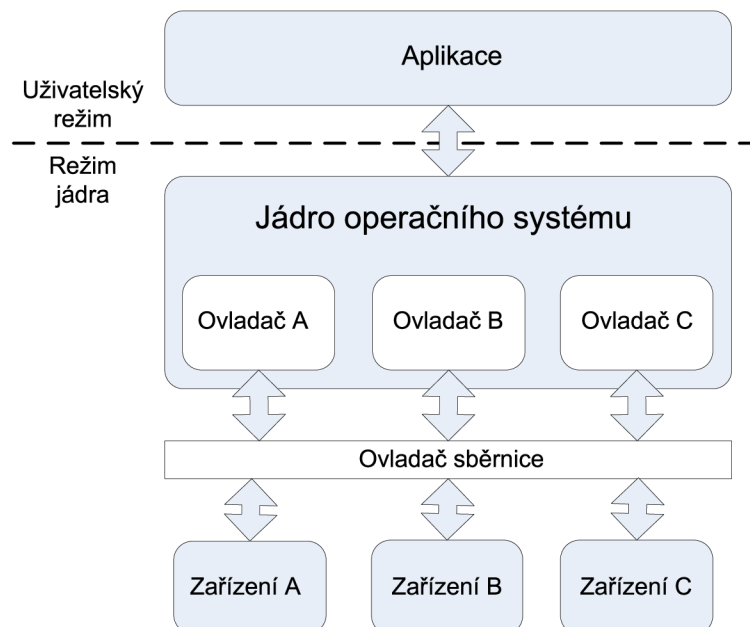 Aplikace
Uživatelský
režim
Režim
jádra
Jádro operačního systému
Ovladač A
Ovladač B
Ovladač C
Ovladač sběrnice
Zařízení A
Zařízení B
Zařízení C